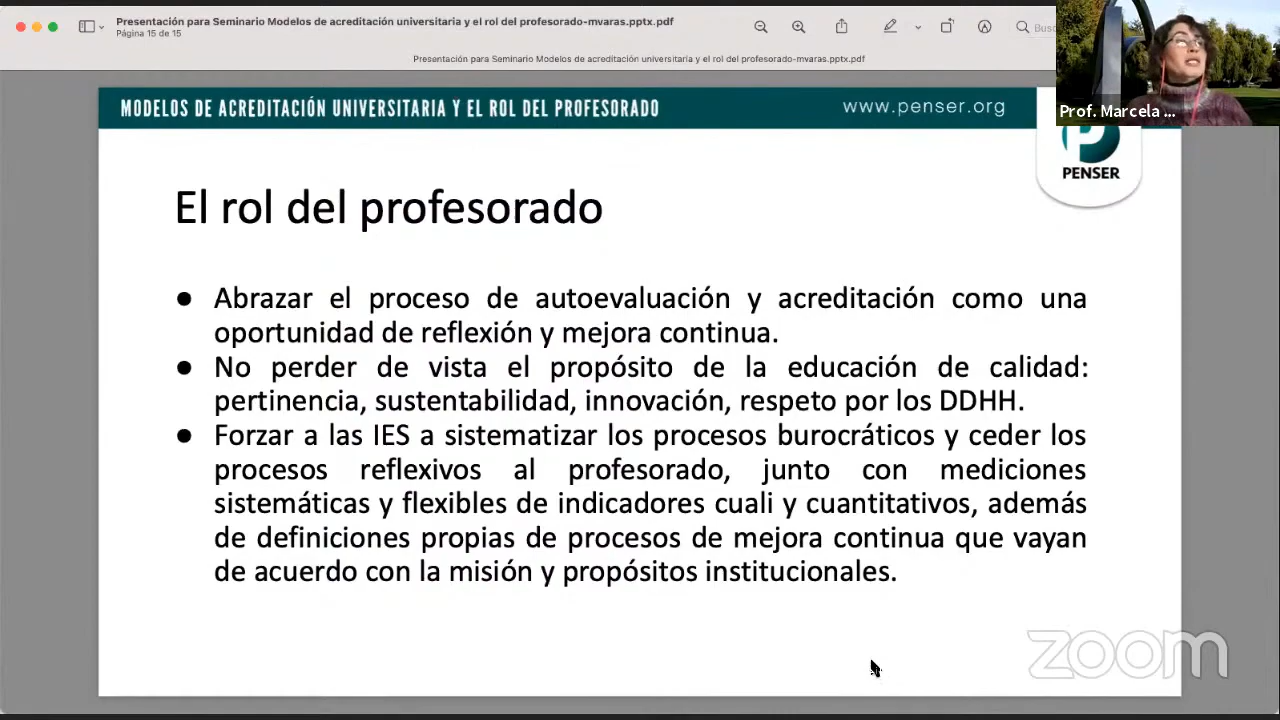 Presentación para Seminario Modelos de acreditación universitaria y el rol del profesorado-mvaras.pptx.pdf
Página 15 de 15
Busc
Presentación para Seminario Modelos de acreditación universitaria y el rol del profesorado-mvaras.pptx.pdf
Prof. Marcela ...
MODELOS DE ACREDITACIÓN UNIVERSITARIA Y EL ROL DEL PROFESORADO
www.penser.org
PENSER
El rol del profesorado
● Abrazar el proceso de autoevaluación y acreditación como una
oportunidad de reflexión y mejora continua.
● No perder de vista el propósito de la educación de calidad:
pertinencia, sustentabilidad, innovación, respeto por los DDHH.
● Forzar a las IES a sistematizar los procesos burocráticos y ceder los
procesos reflexivos al profesorado, junto con mediciones
sistemáticas y flexibles de indicadores cuali y cuantitativos, además
de definiciones propias de procesos de mejora continua que vayan
de acuerdo con la misión y propósitos institucionales.
zoom